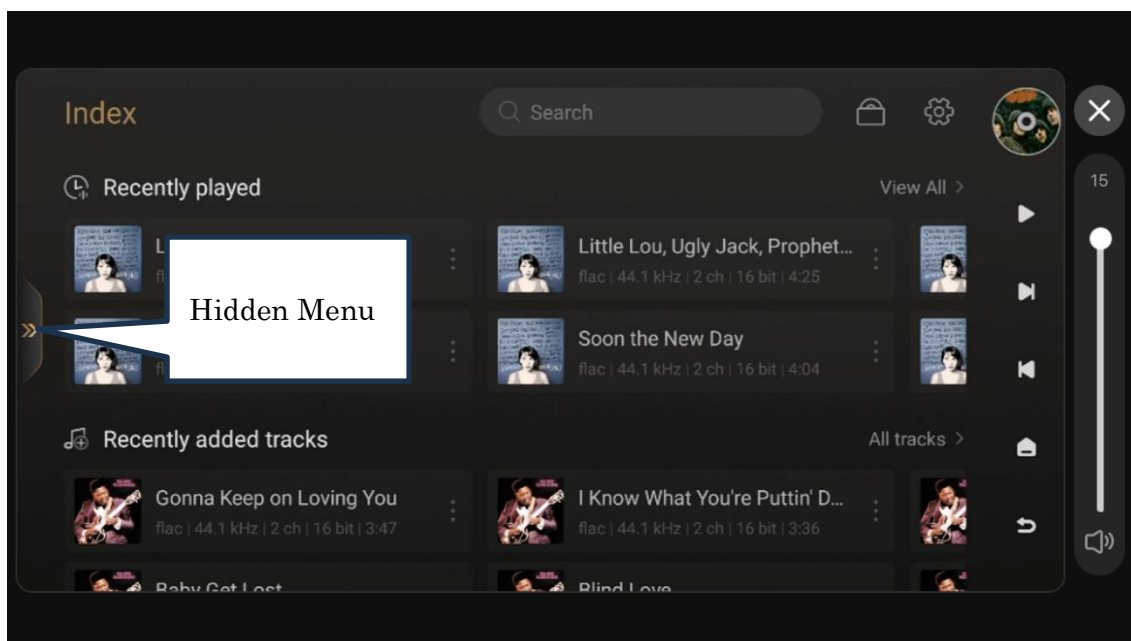 Index
Search
Recently played
View All >
15
L
Little Lou, Ugly Jack, Prophet...
fl
flac | 44.1 kHz | 2 ch | 16 bit | 4:25
Hidden Menu
Soon the New Day
fl
flac | 44.1 kHz | 2 ch | 16 bit | 4:04
Recently added tracks
All tracks >
Gonna Keep on Loving You
flac | 44.1 kHz | 2 ch | 16 bit | 3:47
I Know What You're Puttin' D...
flac | 44.1 kHz | 2 ch | 16 bit | 3:36
Baby Get Lost
Blind Love